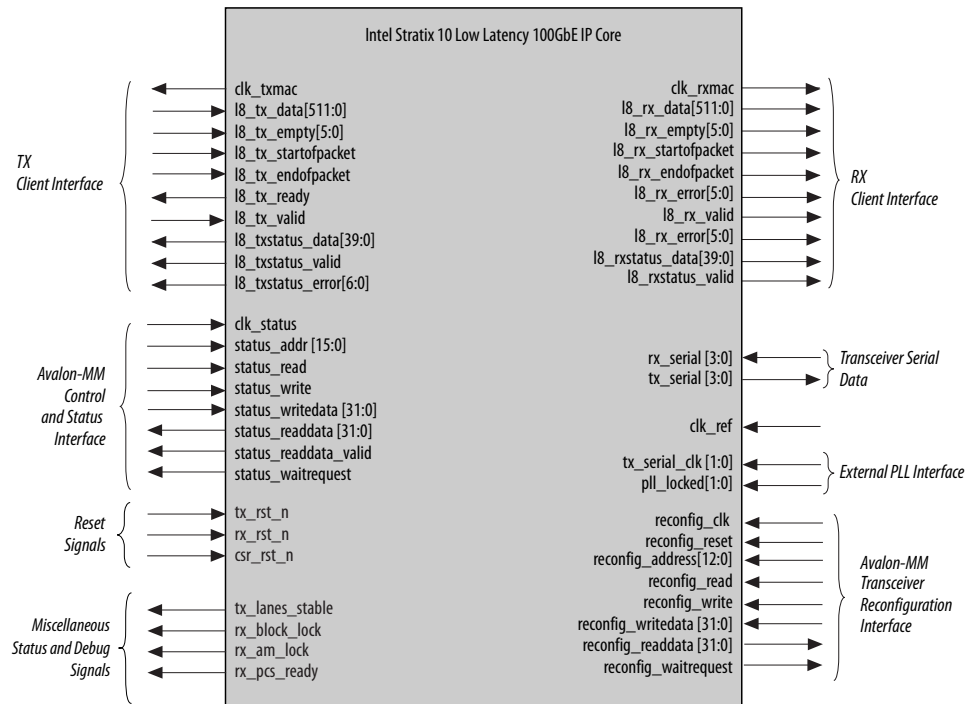 Intel Stratix 10 Low Latency 100GbE IP Core
TX
Client Interface
clk_txmac
l8_tx_data[511:0]
l8_tx_empty[5:0]
l8_tx_startofpacket
l8_tx_endofpacket
l8_tx_ready
l8_tx_valid
l8_txstatus_data[39:0]
l8_txstatus_valid
l8_txstatus_error[6:0]
Avalon-MM
Control
and Status
Interface
clk_status
status_addr [15:0]
status_read
status_write
status_writedata [31:0]
status_readdata [31:0]
status_readdata_valid
status_waitrequest
Reset
Signals
tx_rst_n
rx_rst_n
csr_rst_n
Miscellaneous
Status and Debug
Signals
tx_lanes_stable
rx_block_lock
rx_am_lock
rx_pcs_ready
clk_rxmac
l8_rx_data[511:0]
l8_rx_empty[5:0]
l8_rx_startofpacket
l8_rx_endofpacket
l8_rx_error[5:0]
l8_rx_valid
l8_rx_error[5:0]
l8_rxstatus_data[39:0]
l8_rxstatus_valid
RX
Client Interface
rx_serial [3:0]
tx_serial [3:0]
Transceiver Serial
Data
clk_ref
tx_serial_clk [1:0]
pll_locked[1:0]
External PLL Interface
reconfig_clk
reconfig_reset
reconfig_address[12:0]
reconfig_read
reconfig_write
reconfig_writedata [31:0]
reconfig_readdata [31:0]
reconfig_waitrequest
Avalon-MM
Transceiver
Reconfiguration
Interface